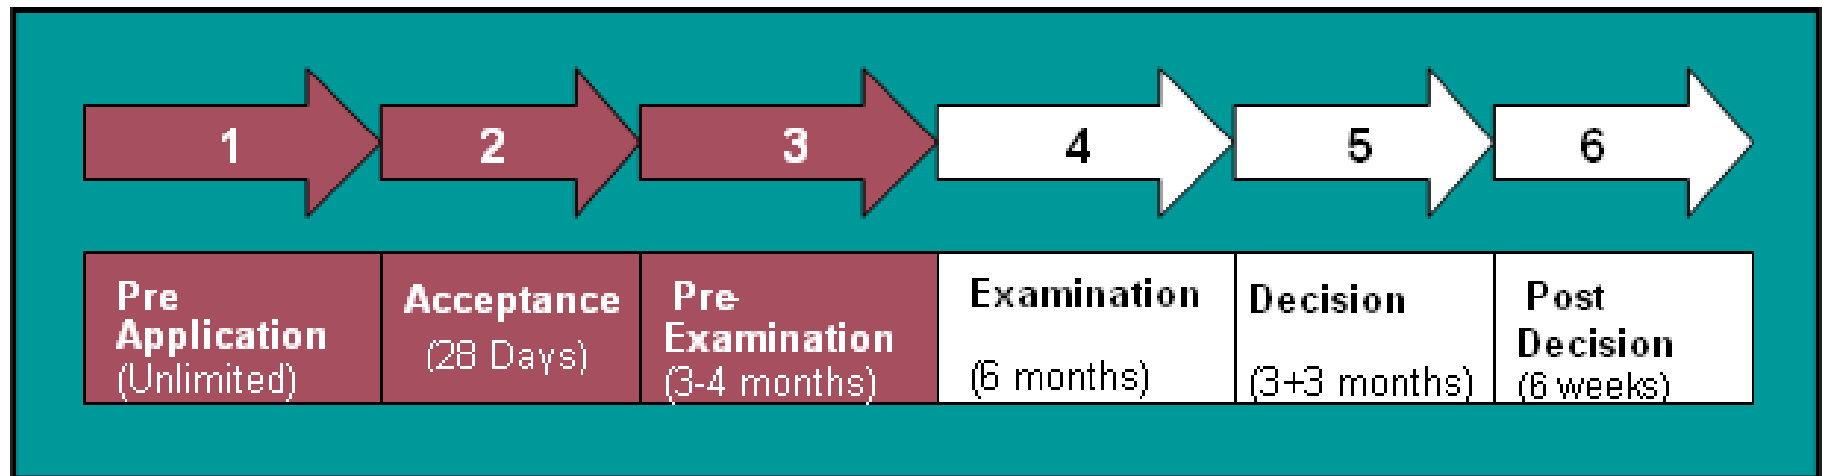 1
2
3
4
5
6
Pre
Application
(Unlimited)
Acceptance
(28 Days)
Pre-
Examination
(3-4 months)
Examination
(6 months)
Decision
(3+3 months)
Post
Decision
(6 weeks)